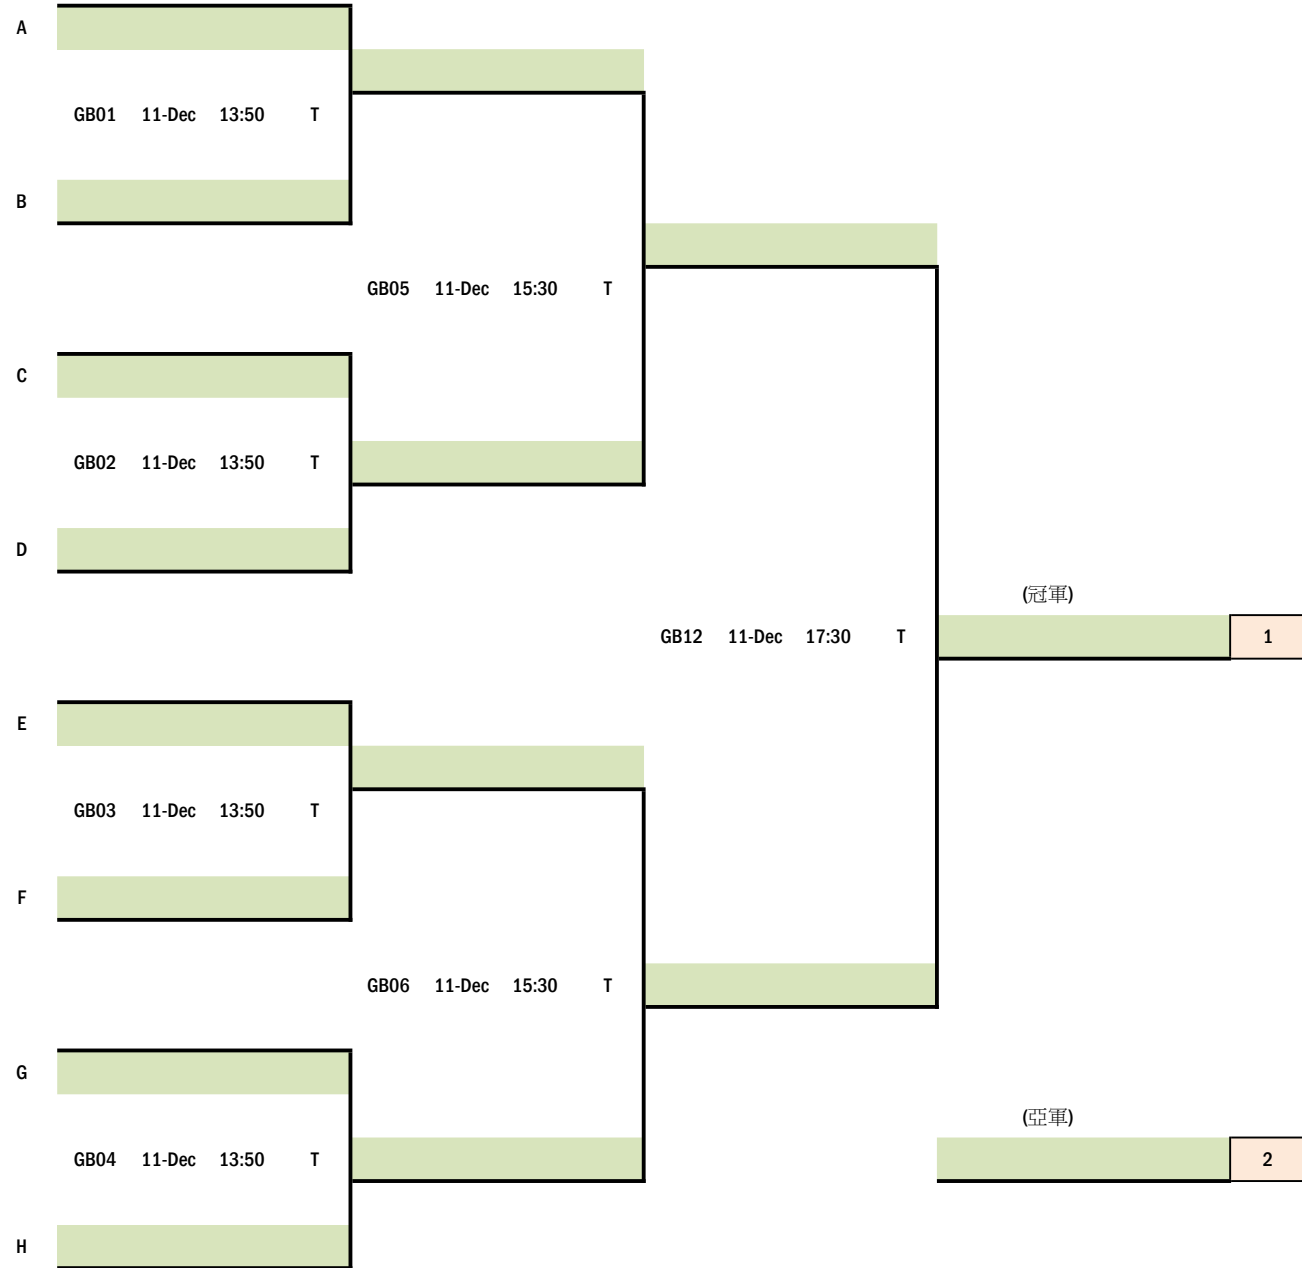 A
GB01 11-Dec 13:50 T
B
GB05 11-Dec 15:30 T
C
GB02 11-Dec 13:50 T
D
(冠軍)
GB12 11-Dec 17:30 T 1
E
GB03 11-Dec 13:50 T
F
GB06 11-Dec 15:30 T
G
(亞軍)
GB04 11-Dec 13:50 T 2
H